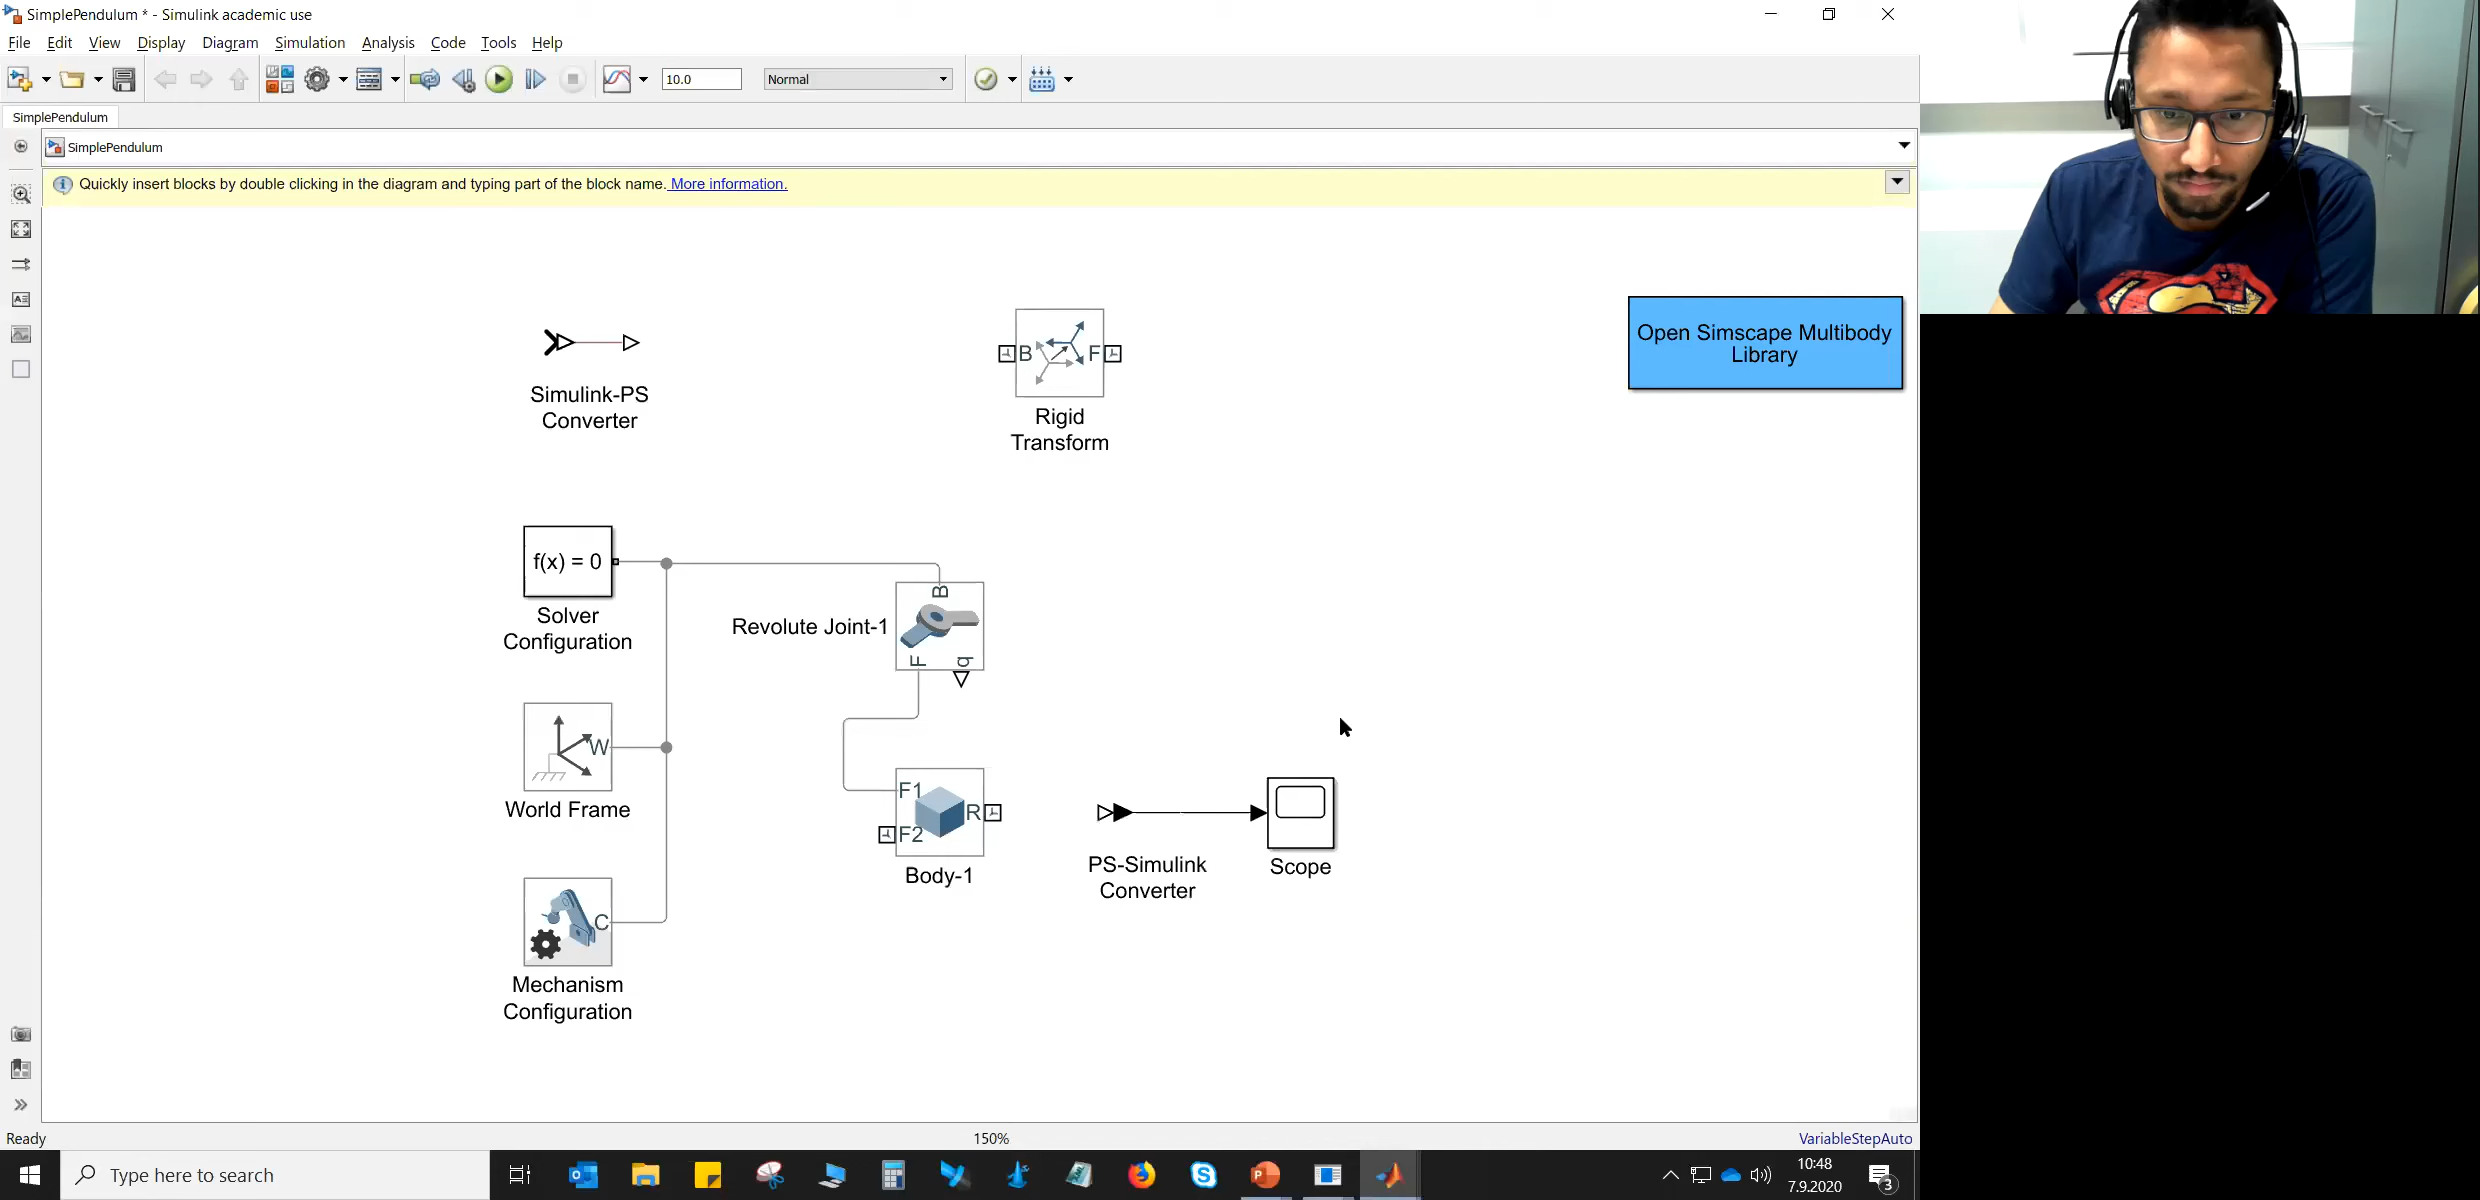 SimplePendulum * - Simulink academic use
File Edit View Display Diagram Simulation Analysis Code Tools Help
10.0 Normal
SimplePendulum
SimplePendulum
Quickly insert blocks by double clicking in the diagram and typing part of the block name. More information.
Simulink-PS
Converter
B F
Rigid
Transform
Open Simscape Multibody
Library
f(x) = 0
Solver
Configuration
B
Revolute Joint-1
F q
W
World Frame
F1
F2
R
Body-1
PS-Simulink
Converter
Scope
C
Mechanism
Configuration
Ready 150% VariableStepAuto
Type here to search
10:48
7.9.2020
3